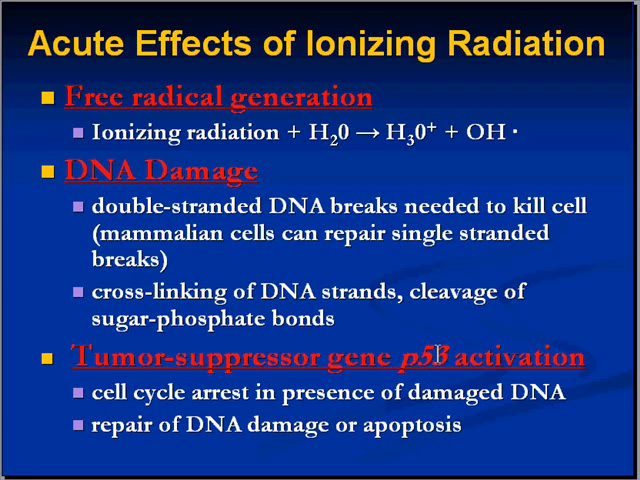 Acute Effects of Ionizing Radiation
Free radical generation
Ionizing radiation + H₂0 → H₃0⁺ + OH ·
DNA Damage
double-stranded DNA breaks needed to kill cell
(mammalian cells can repair single stranded
breaks)
cross-linking of DNA strands, cleavage of
sugar-phosphate bonds
Tumor-suppressor gene p53 activation
cell cycle arrest in presence of damaged DNA
repair of DNA damage or apoptosis